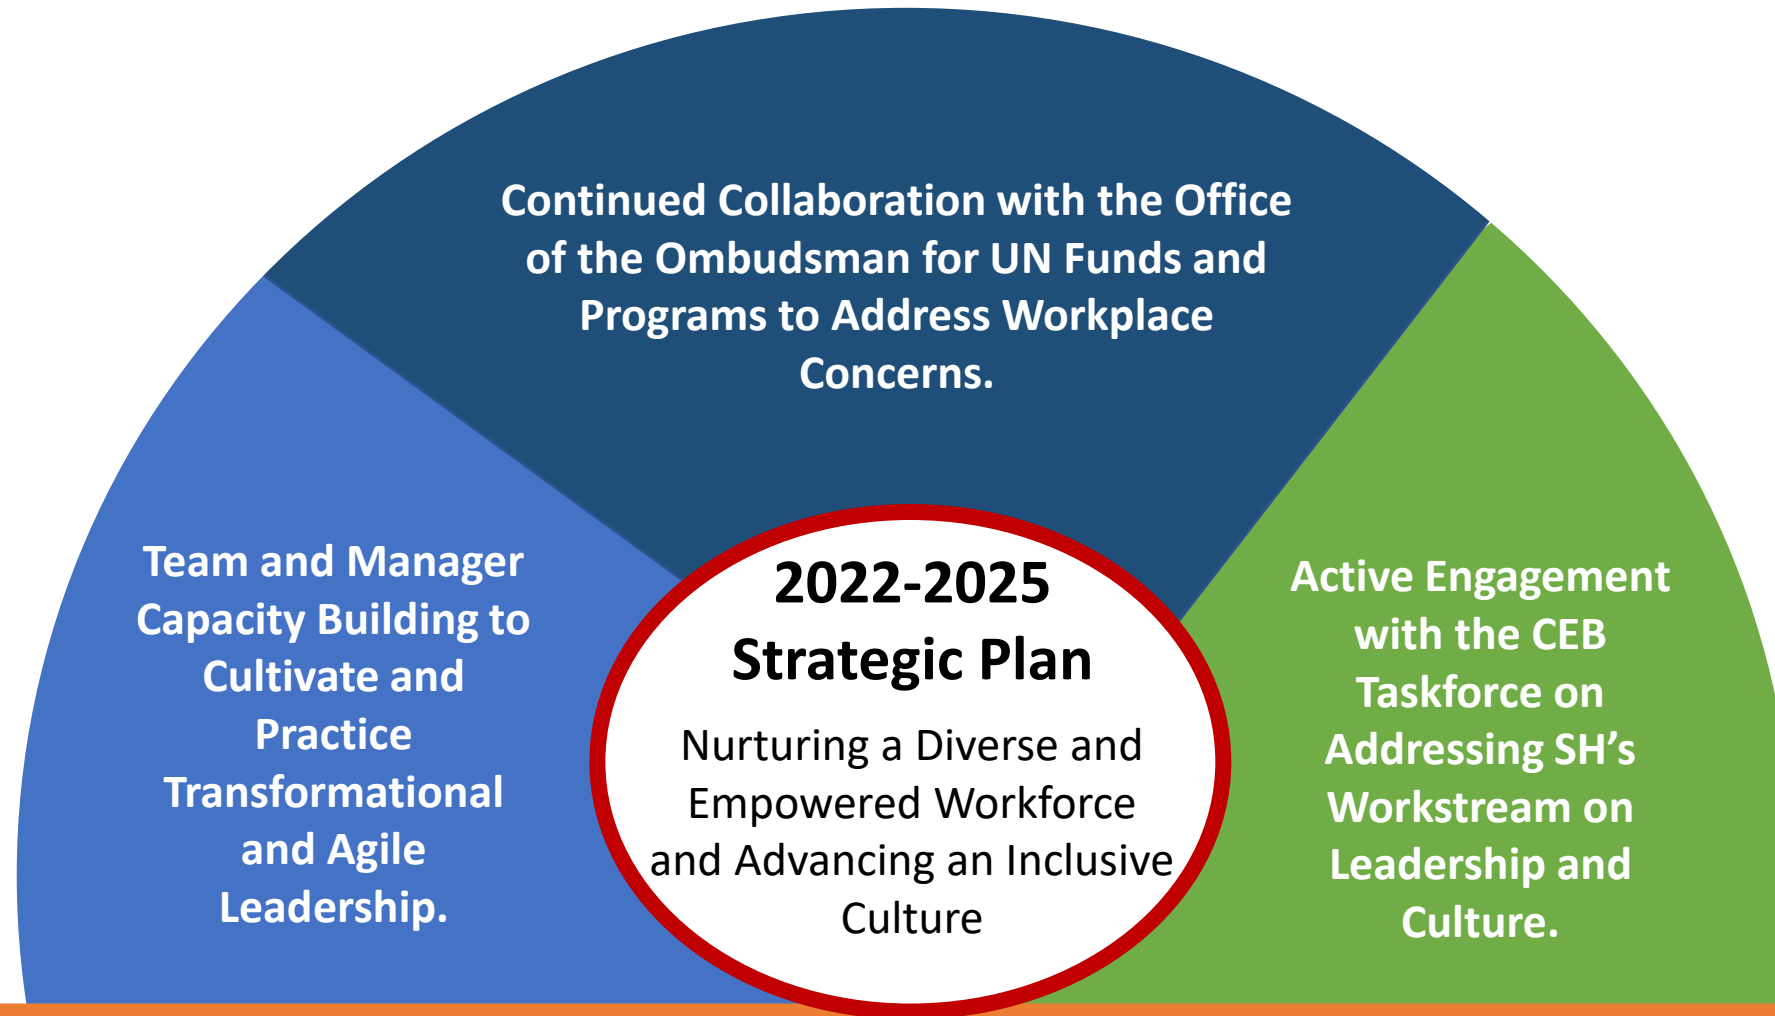 Continued Collaboration with the Office
of the Ombudsman for UN Funds and
Programs to Address Workplace
Concerns.
Team and Manager
Capacity Building to
Cultivate and
Practice
Transformational
and Agile
Leadership.
2022-2025
Strategic Plan
Nurturing a Diverse and
Empowered Workforce
and Advancing an Inclusive
Culture
Active Engagement
with the CEB
Taskforce on
Addressing SH’s
Workstream on
Leadership and
Culture.